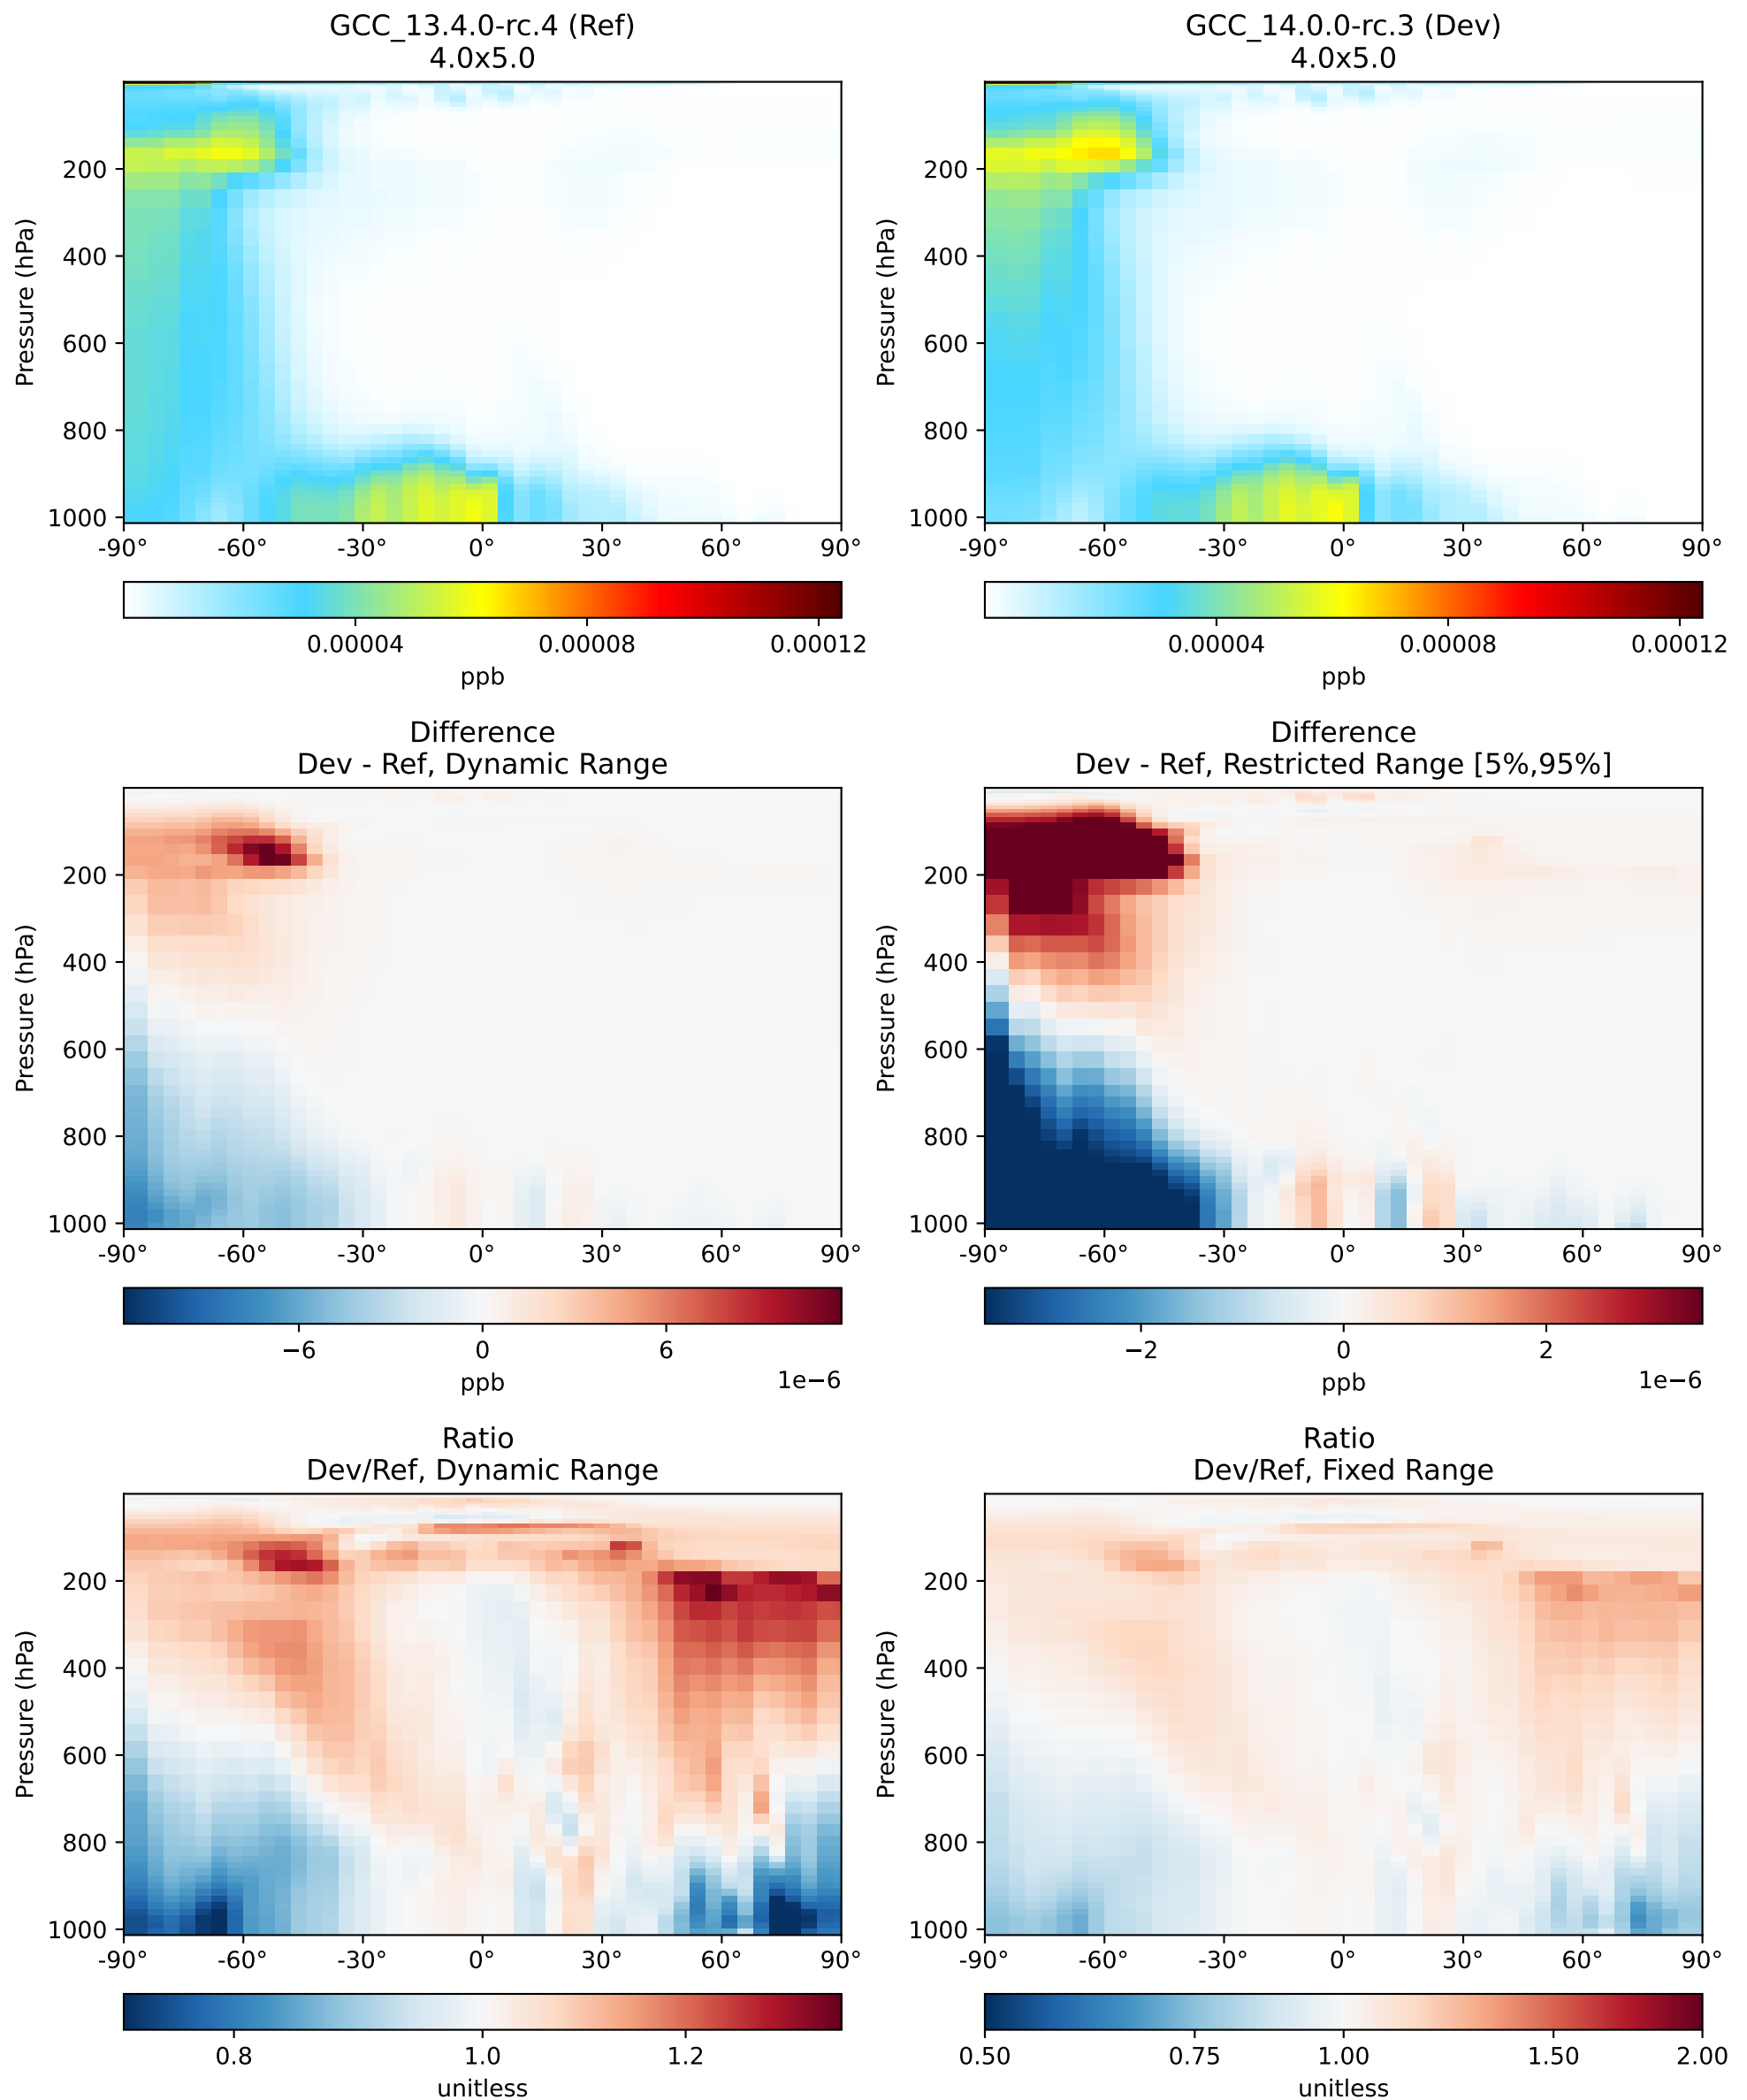 GCC_13.4.0-rc.4 (Ref)
4.0x5.0
Pressure (hPa)
200
400
600
800
1000
-90° -60° -30° 0° 30° 60° 90°
0.00004 0.00008 0.00012
ppb
GCC_14.0.0-rc.3 (Dev)
4.0x5.0
Pressure (hPa)
200
400
600
800
1000
-90° -60° -30° 0° 30° 60° 90°
0.00004 0.00008 0.00012
ppb
Difference
Dev - Ref, Dynamic Range
Pressure (hPa)
200
400
600
800
1000
-90° -60° -30° 0° 30° 60° 90°
−6 0 6
ppb 1e−6
Difference
Dev - Ref, Restricted Range [5%,95%]
Pressure (hPa)
200
400
600
800
1000
-90° -60° -30° 0° 30° 60° 90°
−2 0 2
ppb 1e−6
Ratio
Dev/Ref, Dynamic Range
Pressure (hPa)
200
400
600
800
1000
-90° -60° -30° 0° 30° 60° 90°
0.8 1.0 1.2
unitless
Ratio
Dev/Ref, Fixed Range
Pressure (hPa)
200
400
600
800
1000
-90° -60° -30° 0° 30° 60° 90°
0.50 0.75 1.00 1.50 2.00
unitless